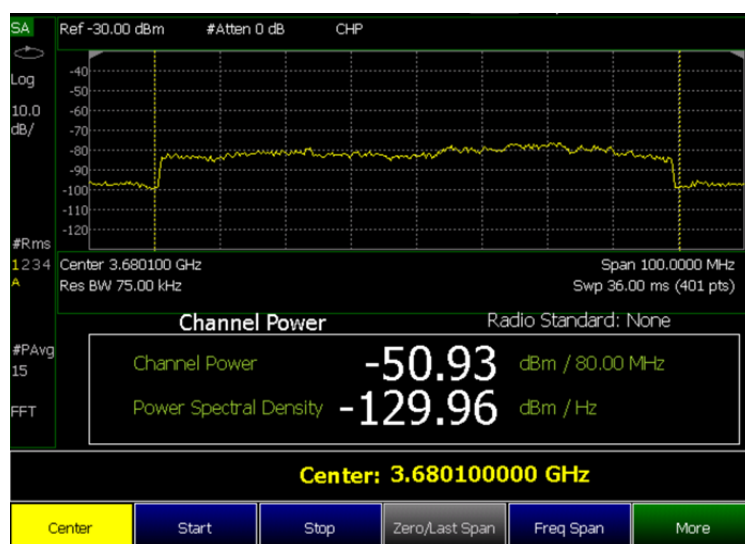 SA Ref -30.00 dBm #Atten 0 dB CHP
Log
10.0
dB/
-40
-50
-60
-70
-80
-90
-100
-110
-120
#Rms
1234
A
Center 3.680100 GHz Span 100.0000 MHz
Res BW 75.00 kHz Swp 36.00 ms (401 pts)
Channel Power Radio Standard: None
#PAvg
15
FFT
Channel Power -50.93 dBm / 80.00 MHz
Power Spectral Density -129.96 dBm / Hz
Center: 3.680100000 GHz
Center Start Stop Zero/Last Span Freq Span More